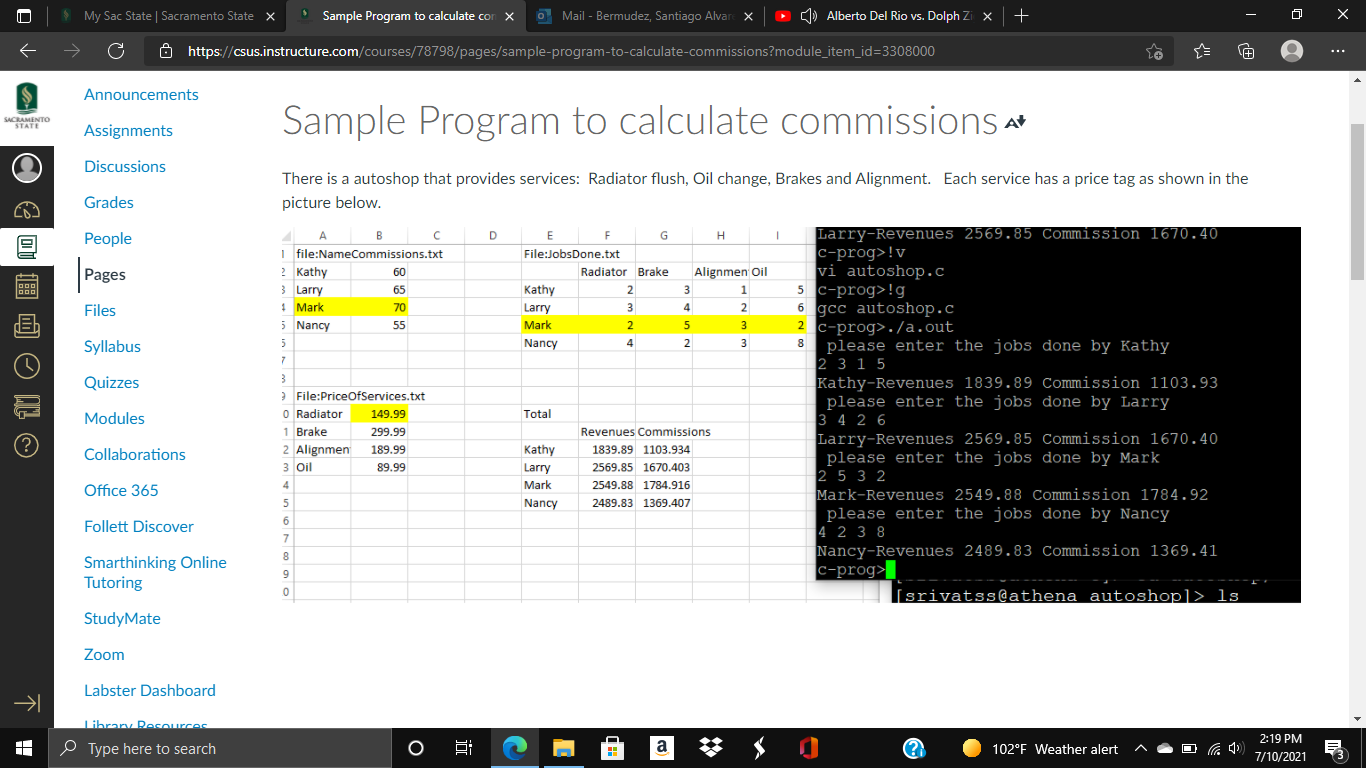 My Sac State | Sacramento State
Sample Program to calculate cor
Mail - Bermudez, Santiago Alvar
Alberto Del Rio vs. Dolph Zi
https://csus.instructure.com/courses/78798/pages/sample-program-to-calculate-commissions?module_item_id=3308000
SACRAMENTO
STATE
Announcements
Assignments
Discussions
Grades
People
Pages
Files
Syllabus
Quizzes
Modules
Collaborations
Office 365
Follett Discover
Smarthinking Online
Tutoring
StudyMate
Zoom
Labster Dashboard
Library Resources
Sample Program to calculate commissions
There is a autoshop that provides services: Radiator flush, Oil change, Brakes and Alignment. Each service has a price tag as shown in the
picture below.
A B C D E F G H I
1 file:NameCommissions.txt File:JobsDone.txt
2 Kathy 60 Radiator Brake Alignmen Oil
3 Larry 65 Kathy 2 3 1 5
4 Mark 70 Larry 3 4 2 6
5 Nancy 55 Mark 2 5 3 2
6 Nancy 4 2 3 8
7
8
9 File:PriceOfServices.txt
0 Radiator 149.99 Total
1 Brake 299.99 Revenues Commissions
2 Alignmen 189.99 Kathy 1839.89 1103.934
3 Oil 89.99 Larry 2569.85 1670.403
4 Mark 2549.88 1784.916
5 Nancy 2489.83 1369.407
6
7
8
9
0
Larry-Revenues 2569.85 Commission 1670.40
c-prog>!v
vi autoshop.c
c-prog>!g
gcc autoshop.c
c-prog>./a.out
please enter the jobs done by Kathy
2 3 1 5
Kathy-Revenues 1839.89 Commission 1103.93
please enter the jobs done by Larry
3 4 2 6
Larry-Revenues 2569.85 Commission 1670.40
please enter the jobs done by Mark
2 5 3 2
Mark-Revenues 2549.88 Commission 1784.92
please enter the jobs done by Nancy
4 2 3 8
Nancy-Revenues 2489.83 Commission 1369.41
c-prog>
[srivatss@athena autoshop]> ls
Type here to search
102°F Weather alert
2:19 PM
7/10/2021
3